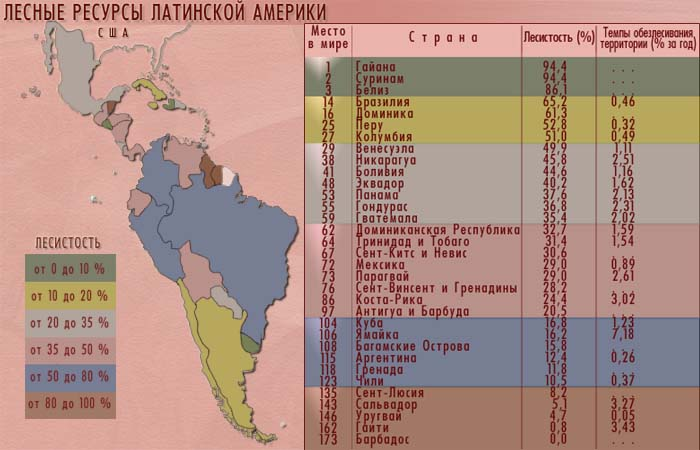 ЛЕСНЫЕ РЕСУРСЫ ЛАТИНСКОЙ АМЕРИКИ
США
ЛЕСИСТОСТЬ
от 0 до 10 %
от 10 до 20 %
от 20 до 35 %
от 35 до 50 %
от 50 до 80 %
от 80 до 100 %
Место в мире Страна Лесистость (%) Темпы обезлесивания территории (% за год)
1 Гайана 94,4 ...
2 Суринам 94,4 ...
3 Белиз 86,1 ...
14 Бразилия 65,2 0,46
16 Доминика 61,3 ...
25 Перу 52,8 0,32
27 Колумбия 51,0 0,49
29 Венесуэла 49,9 1,11
38 Никарагуа 45,8 2,51
41 Боливия 44,6 1,16
48 Эквадор 40,2 1,62
53 Панама 37,6 2,13
55 Гондурас 36,8 2,31
59 Гватемала 35,4 2,02
62 Доминиканская Республика 32,7 1,59
64 Тринидад и Тобаго 31,4 1,54
67 Сент-Китс и Невис 30,6 ...
72 Мексика 29,0 0,89
73 Парагвай 29,0 2,61
76 Сент-Винсент и Гренадины 28,2 ...
86 Коста-Рика 24,4 3,02
97 Антигуа и Барбуда 20,5 ...
104 Куба 16,8 1,23
106 Ямайка 16,2 7,18
108 Багамские Острова 15,8 ...
115 Аргентина 12,4 0,26
118 Гренада 11,8 ...
123 Чили 10,5 0,37
135 Сент-Люсия 8,2 ...
143 Сальвадор 5,1 3,27
146 Уругвай 4,7 0,05
162 Гаити 0,8 3,43
173 Барбадос 0,0 ...